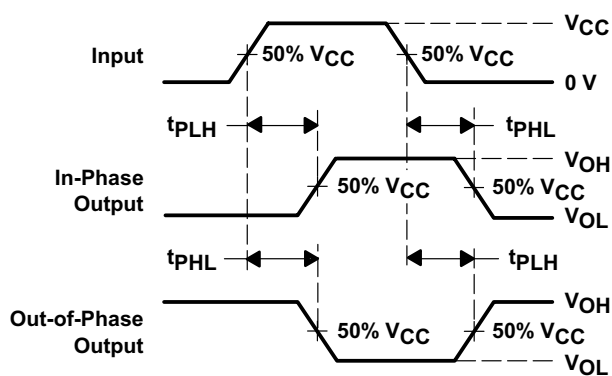 VCC
Input
50% VCC
50% VCC
0 V
tPLH
tPHL
VOH
In-Phase
Output
50% VCC
50% VCC
VOL
tPHL
tPLH
VOH
Out-of-Phase
Output
50% VCC
50% VCC
VOL